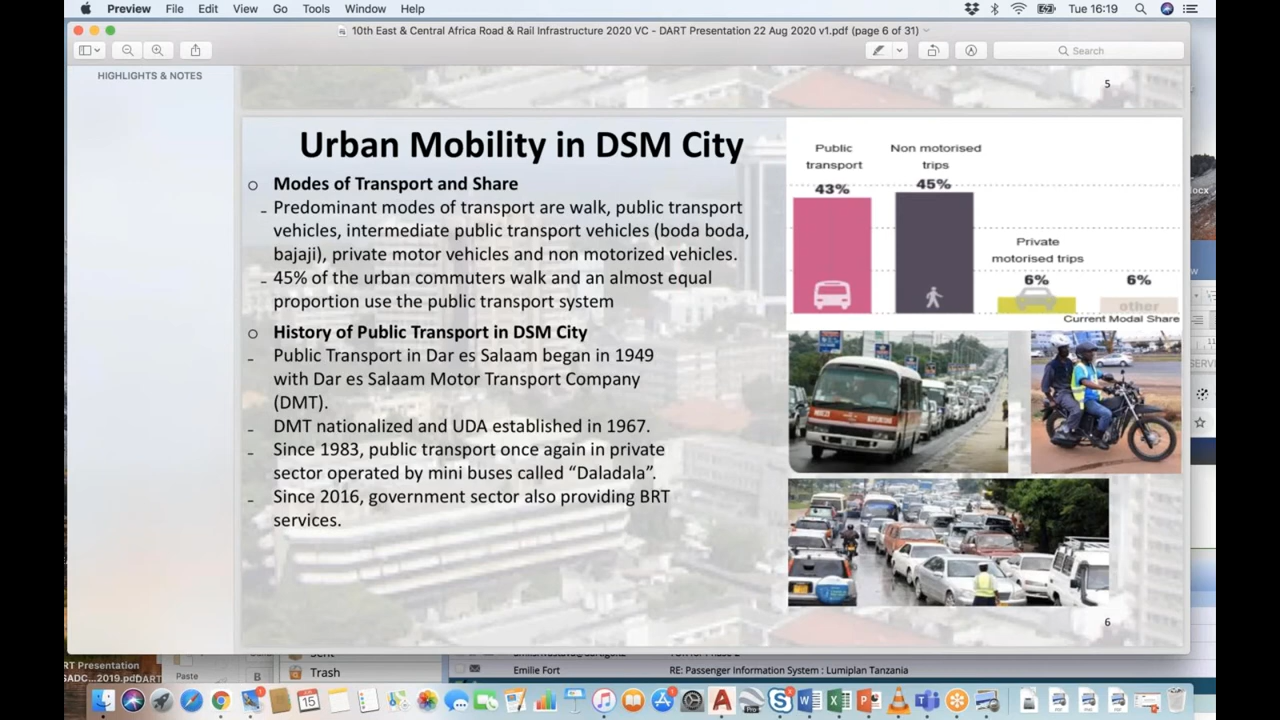 Preview File Edit View Go Tools Window Help
Tue 16:19
10th East & Central Africa Road & Rail Infrastructure 2020 VC - DART Presentation 22 Aug 2020 v1.pdf (page 6 of 31)
Search
HIGHLIGHTS & NOTES
5
Urban Mobility in DSM City
o Modes of Transport and Share
- Predominant modes of transport are walk, public transport
vehicles, intermediate public transport vehicles (boda boda,
bajaji), private motor vehicles and non motorized vehicles.
- 45% of the urban commuters walk and an almost equal
proportion use the public transport system
o History of Public Transport in DSM City
- Public Transport in Dar es Salaam began in 1949
with Dar es Salaam Motor Transport Company
(DMT).
- DMT nationalized and UDA established in 1967.
- Since 1983, public transport once again in private
sector operated by mini buses called “Daladala”.
- Since 2016, government sector also providing BRT
services.
Public
transport
43%
Non motorised
trips
45%
Private
motorised trips
6%
6%
other
Current Modal Share
6
ocx
SERVI
RT Presentation
SADC...2019.pdf
DART
Paste
B
Trash
Emilie Fort
RE: Passenger Information System : Lumiplan Tanzania
15
Pro